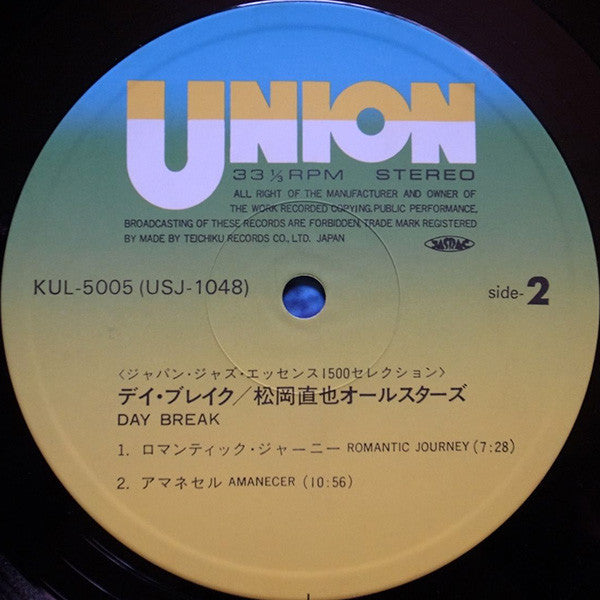 UNION
33 ⅓ RPM STEREO
ALL RIGHT OF THE MANUFACTURER AND OWNER OF
THE WORK RECORDED COPYING. PUBLIC PERFORMANCE,
BROADCASTING OF THESE RECORDS ARE FORBIDDEN. TRADE MARK REGISTERED
BY MADE BY TEICHIKU RECORDS CO., LTD. JAPAN
JASRAC
KUL-5005 (USJ-1048)
side-2
〈ジャパン・ジャズ・エッセンス1500セレクション〉
デイ・ブレイク／松岡直也オールスターズ
DAY BREAK
1. ロマンティック・ジャーニー ROMANTIC JOURNEY (7:28)
2. アマネセル AMANECER (10:56)